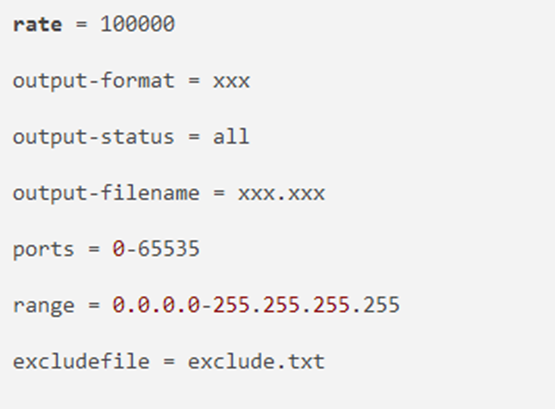 rate = 100000
output-format = xxx
output-status = all
output-filename = xxx.xxx
ports = 0-65535
range = 0.0.0.0-255.255.255.255
excludefile = exclude.txt